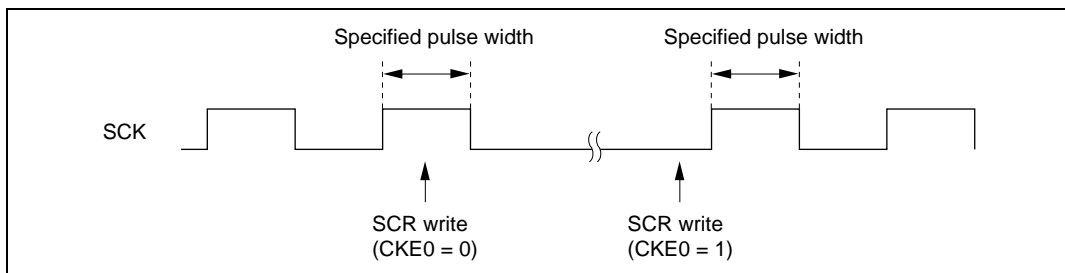 Specified pulse width Specified pulse width
SCK
SCR write SCR write
(CKE0 = 0) (CKE0 = 1)